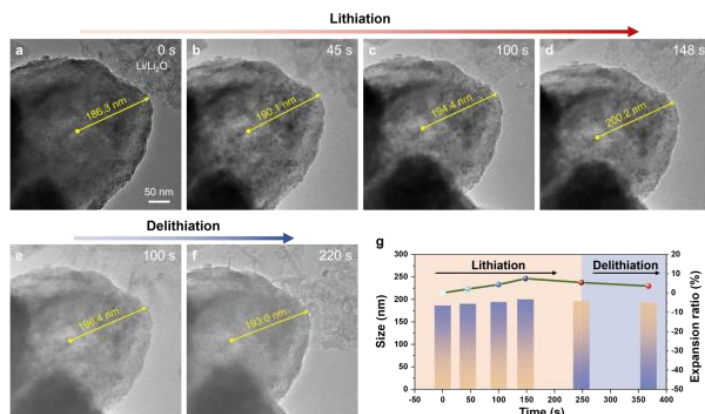 Lithiation
a
0 s
Li/Li₂O
186.3 nm
50 nm
b
45 s
190.1 nm
c
100 s
194.4 nm
d
148 s
200.2 nm
Delithiation
e
100 s
196.4 nm
f
220 s
193.0 nm
g
Lithiation
Delithiation
Size (nm)
300
250
200
150
100
50
0
Expansion ratio (%)
20
10
0
-10
-20
-30
-40
-50
-50 0 50 100 150 200 250 300 350 400
Time (s)